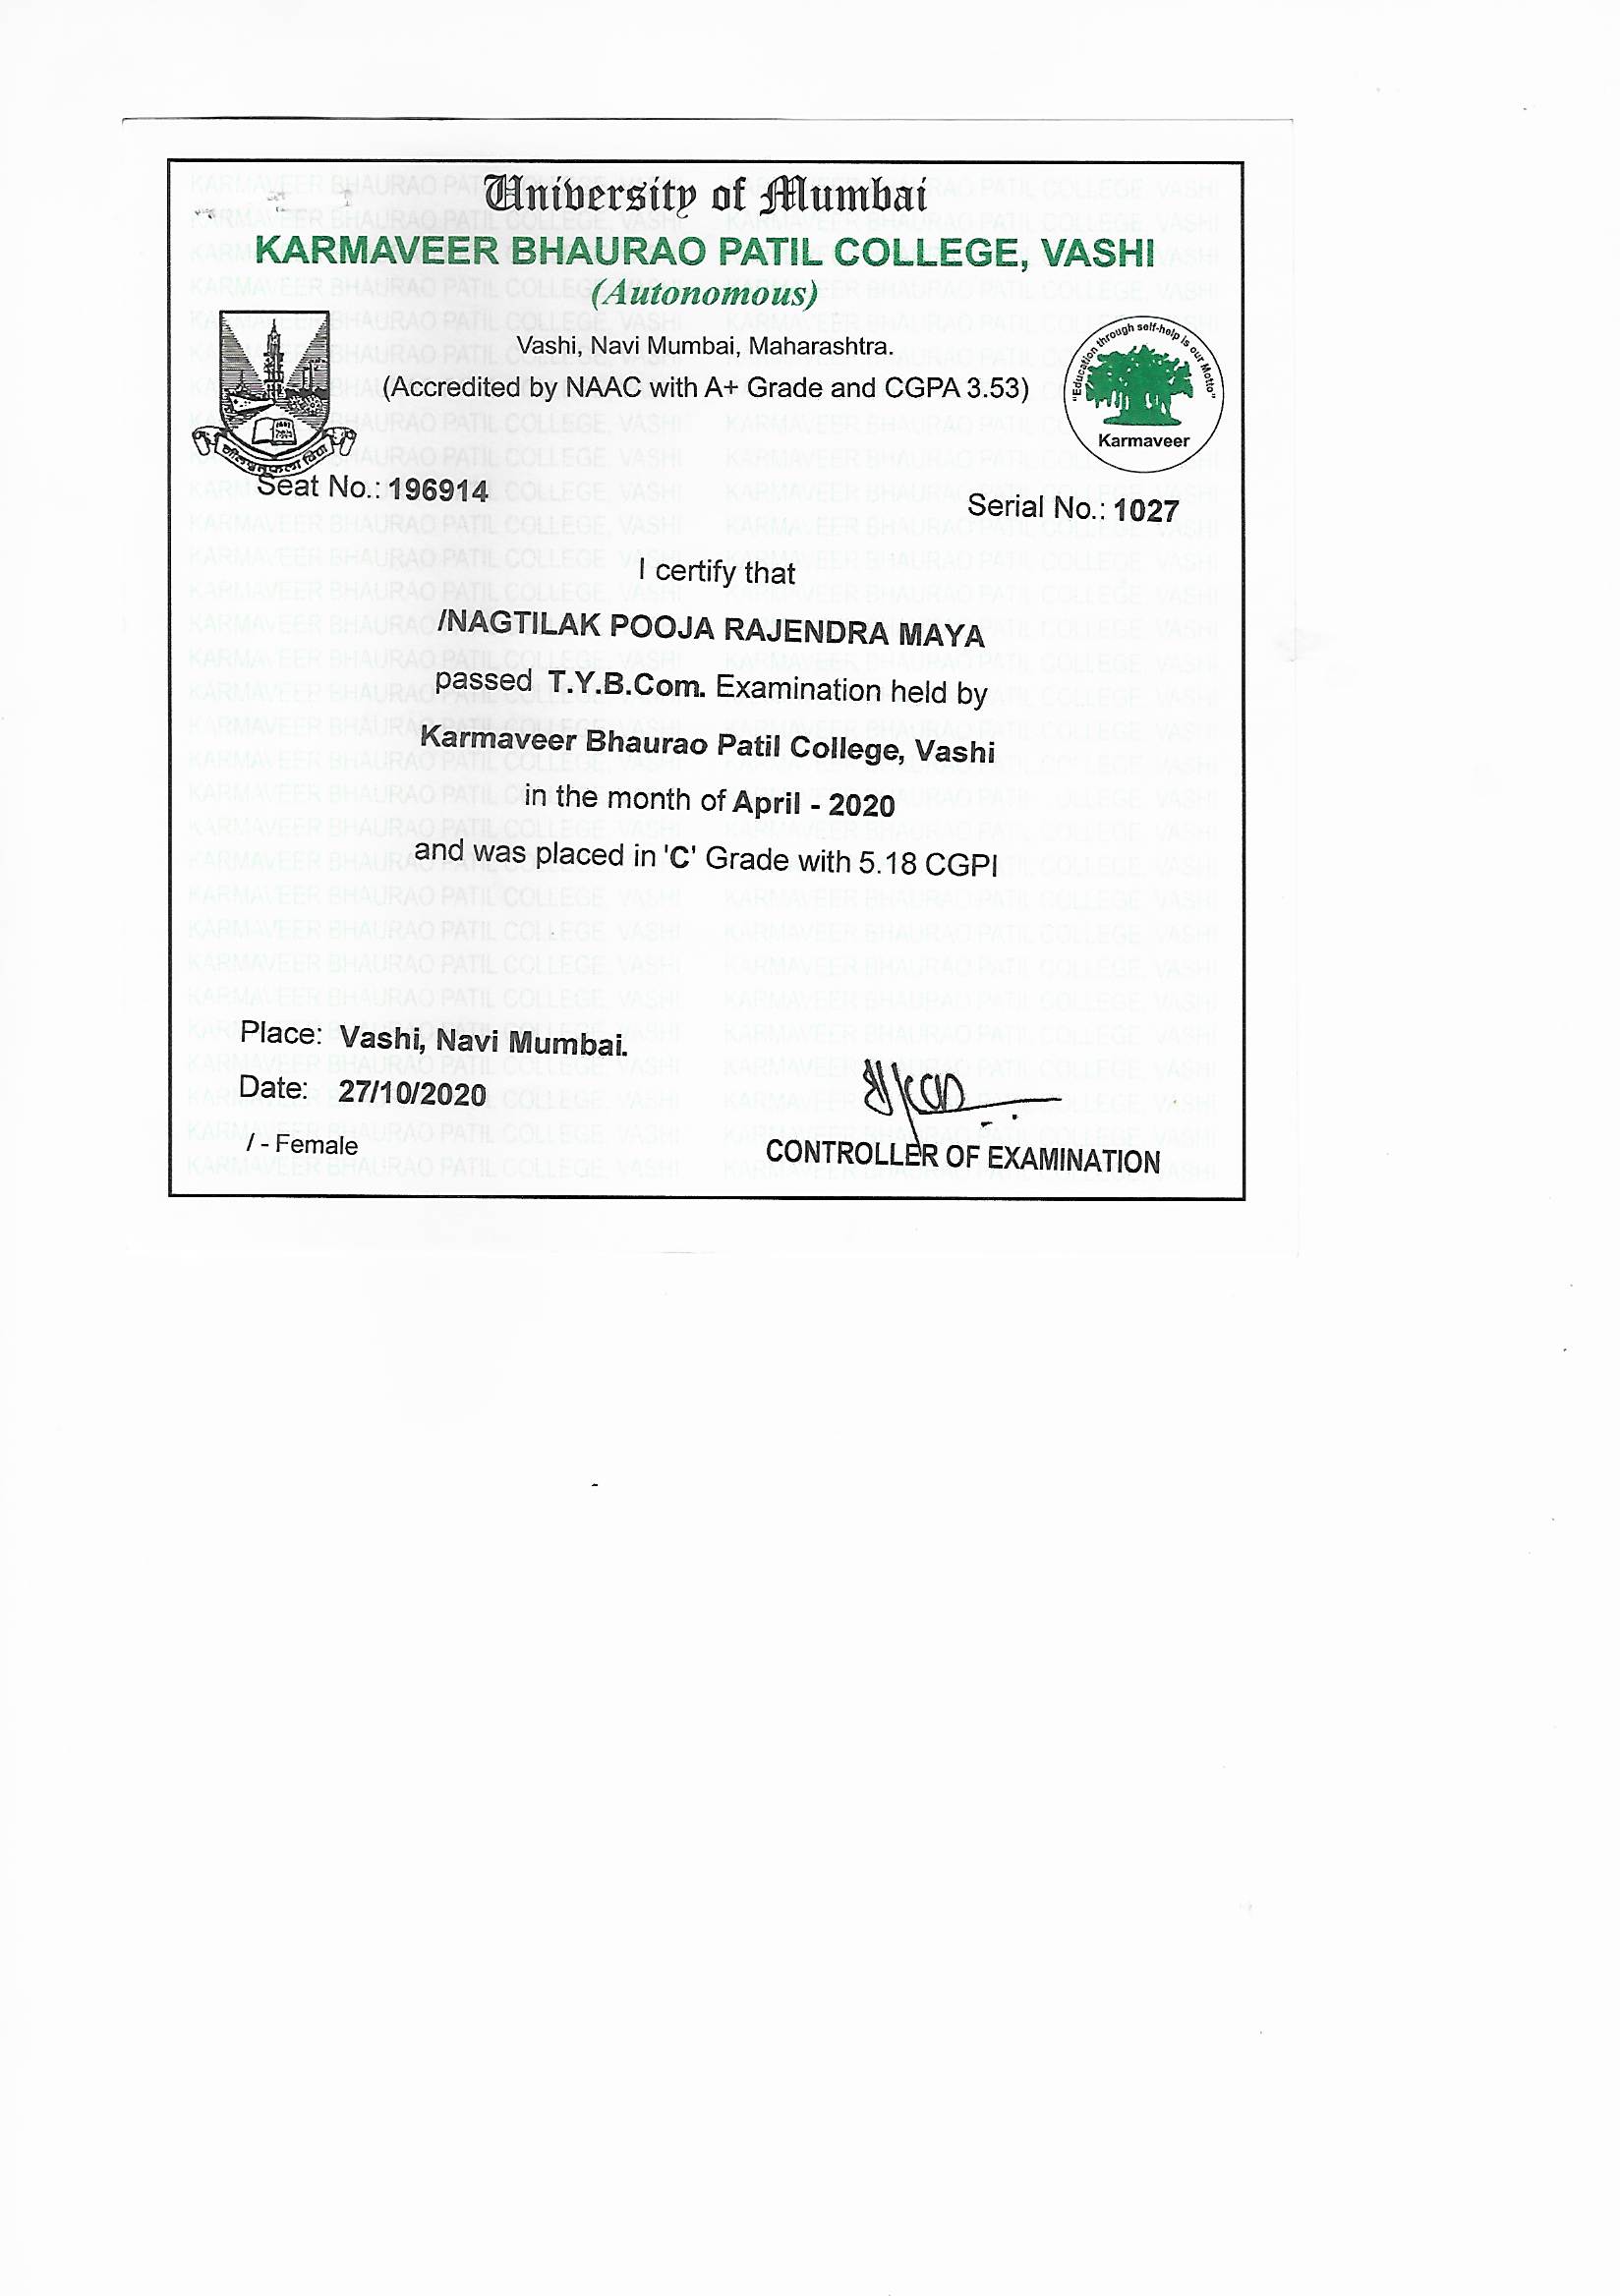 University of Mumbai
KARMAVEER BHAURAO PATIL COLLEGE, VASHI
(Autonomous)
Vashi, Navi Mumbai, Maharashtra.
(Accredited by NAAC with A+ Grade and CGPA 3.53)
"Education through self-help is our Motto"
Karmaveer
Seat No.: 196914
Serial No.: 1027
I certify that
/NAGTILAK POOJA RAJENDRA MAYA
passed T.Y.B.Com. Examination held by
Karmaveer Bhaurao Patil College, Vashi
in the month of April - 2020
and was placed in 'C' Grade with 5.18 CGPI
Place: Vashi, Navi Mumbai.
Date: 27/10/2020
/ - Female
CONTROLLER OF EXAMINATION